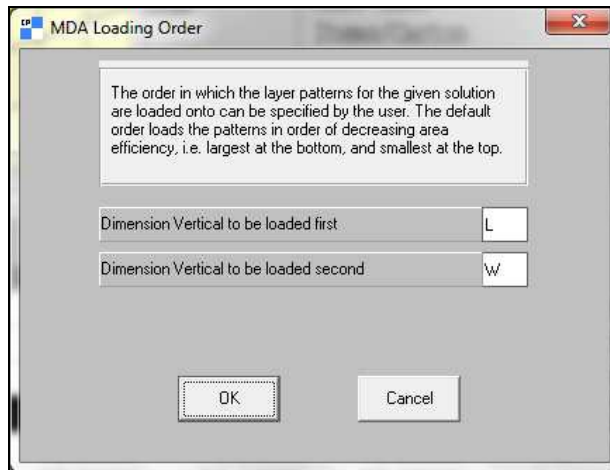 MDA Loading Order
The order in which the layer patterns for the given solution
are loaded onto can be specified by the user. The default
order loads the patterns in order of decreasing area
efficiency, i.e. largest at the bottom, and smallest at the top.
Dimension Vertical to be loaded first L
Dimension Vertical to be loaded second W
OK Cancel